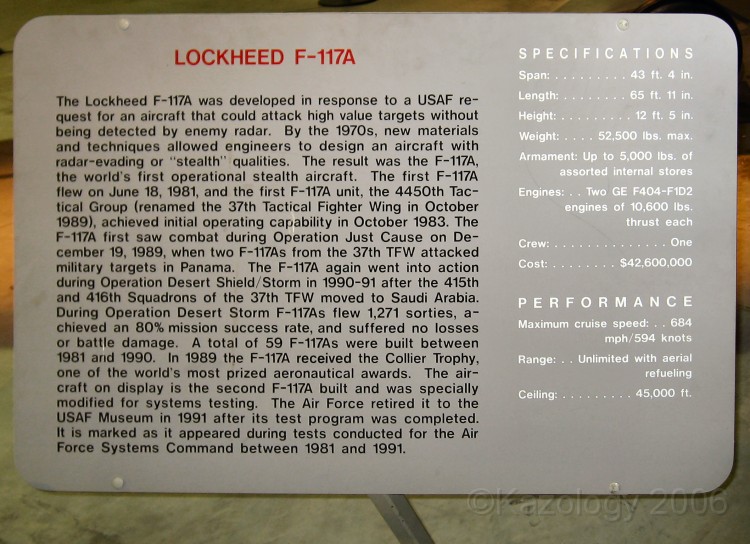 LOCKHEED F-117A
The Lockheed F-117A was developed in response to a USAF re-
quest for an aircraft that could attack high value targets without
being detected by enemy radar. By the 1970s, new materials
and techniques allowed engineers to design an aircraft with
radar-evading or "stealth" qualities. The result was the F-117A,
the world's first operational stealth aircraft. The first F-117A
flew on June 18, 1981, and the first F-117A unit, the 4450th Tac-
tical Group (renamed the 37th Tactical Fighter Wing in October
1989), achieved initial operating capability in October 1983. The
F-117A first saw combat during Operation Just Cause on De-
cember 19, 1989, when two F-117As from the 37th TFW attacked
military targets in Panama. The F-117A again went into action
during Operation Desert Shield/Storm in 1990-91 after the 415th
and 416th Squadrons of the 37th TFW moved to Saudi Arabia.
During Operation Desert Storm F-117As flew 1,271 sorties, a-
chieved an 80% mission success rate, and suffered no losses
or battle damage. A total of 59 F-117As were built between
1981 and 1990. In 1989 the F-117A received the Collier Trophy,
one of the world's most prized aeronautical awards. The air-
craft on display is the second F-117A built and was specially
modified for systems testing. The Air Force retired it to the
USAF Museum in 1991 after its test program was completed.
It is marked as it appeared during tests conducted for the Air
Force Systems Command between 1981 and 1991.
SPECIFICATIONS
Span: . . . . . . . . . 43 ft. 4 in.
Length: . . . . . . . . 65 ft. 11 in.
Height: . . . . . . . . . 12 ft. 5 in.
Weight: . . . . 52,500 lbs. max.
Armament: Up to 5,000 lbs. of
assorted internal stores
Engines: . . Two GE F404-F1D2
engines of 10,600 lbs.
thrust each
Crew: . . . . . . . . . . . . . . One
Cost: . . . . . . . . $42,600,000
PERFORMANCE
Maximum cruise speed: . . 684
mph/594 knots
Range: . . Unlimited with aerial
refueling
Ceiling: . . . . . . . . . 45,000 ft.
©Kazology 2006